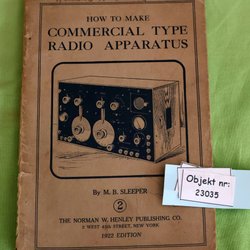 HOW TO MAKE
COMMERCIAL TYPE
RADIO APPARATUS
By M. B. SLEEPER
2
THE NORMAN W. HENLEY PUBLISHING CO.
2 WEST 45th STREET, NEW YORK
1922 EDITION
Objekt nr:
23035